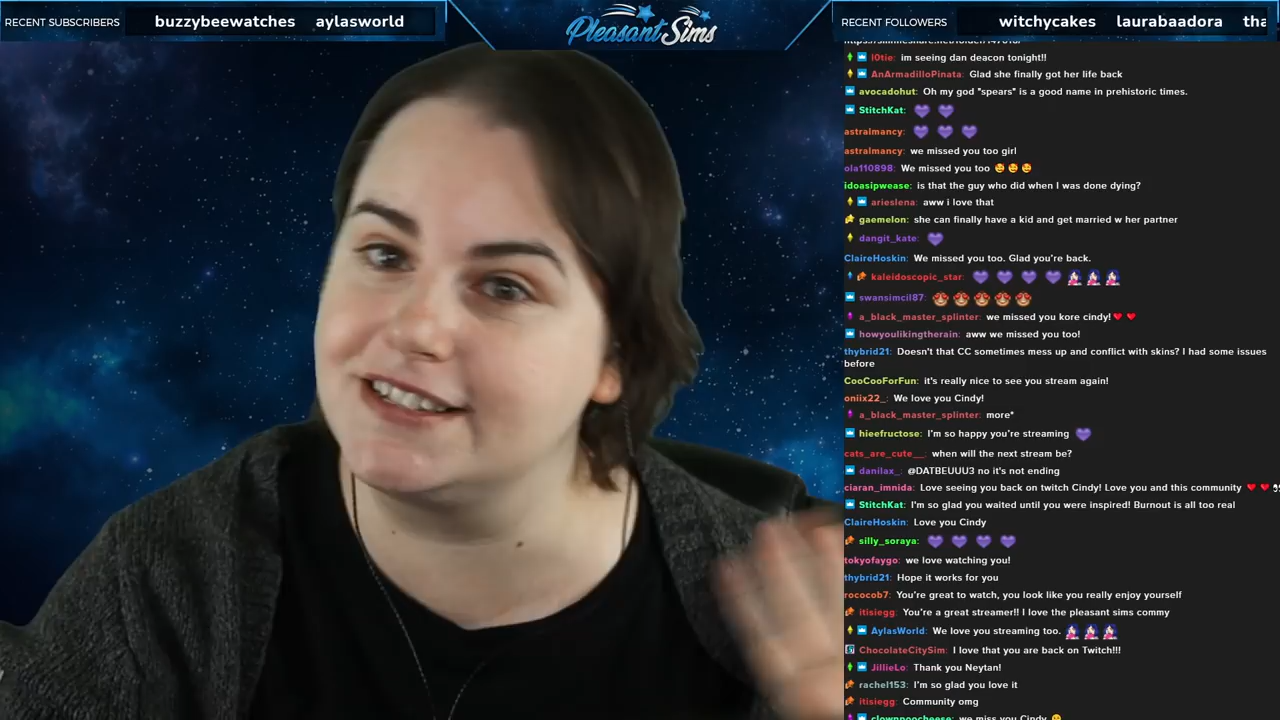 RECENT SUBSCRIBERS buzzybeewatches aylasworld
PleasantSims
RECENT FOLLOWERS witchycakes laurabaadora tha
l0tie: im seeing dan deacon tonight!!
AnArmadilloPinata: Glad she finally got her life back
avocadohut: Oh my god "spears" is a good name in prehistoric times.
StitchKat:
astralmancy:
astralmancy: we missed you too girl
ola110898: We missed you too
idoasipwease: is that the guy who did when I was done dying?
arieslena: aww i love that
gaemelon: she can finally have a kid and get married w her partner
dangit_kate:
ClaireHoskin: We missed you too. Glad you're back.
kaleidoscopic_star:
swansimcil87:
a_black_master_splinter: we missed you kore cindy!
howyoulikingtherain: aww we missed you too!
thybrid21: Doesn't that CC sometimes mess up and conflict with skins? I had some issues
before
CooCooForFun: it's really nice to see you stream again!
oniix22_: We love you Cindy!
a_black_master_splinter: more*
hieefructose: I'm so happy you're streaming
cats_are_cute__: when will the next stream be?
danilax_: @DATBEUUU3 no it's not ending
ciaran_imnida: Love seeing you back on twitch Cindy! Love you and this community
StitchKat: I'm so glad you waited until you were inspired! Burnout is all too real
ClaireHoskin: Love you Cindy
silly_soraya:
tokyofaygo: we love watching you!
thybrid21: Hope it works for you
rococob7: You're great to watch, you look like you really enjoy yourself
itisiegg: You're a great streamer!! I love the pleasant sims commy
AylasWorld: We love you streaming too.
ChocolateCitySim: I love that you are back on Twitch!!!
JillieLo: Thank you Neytan!
rachel153: I'm so glad you love it
itisiegg: Community omg
clownpoocheese: we miss you Cindy